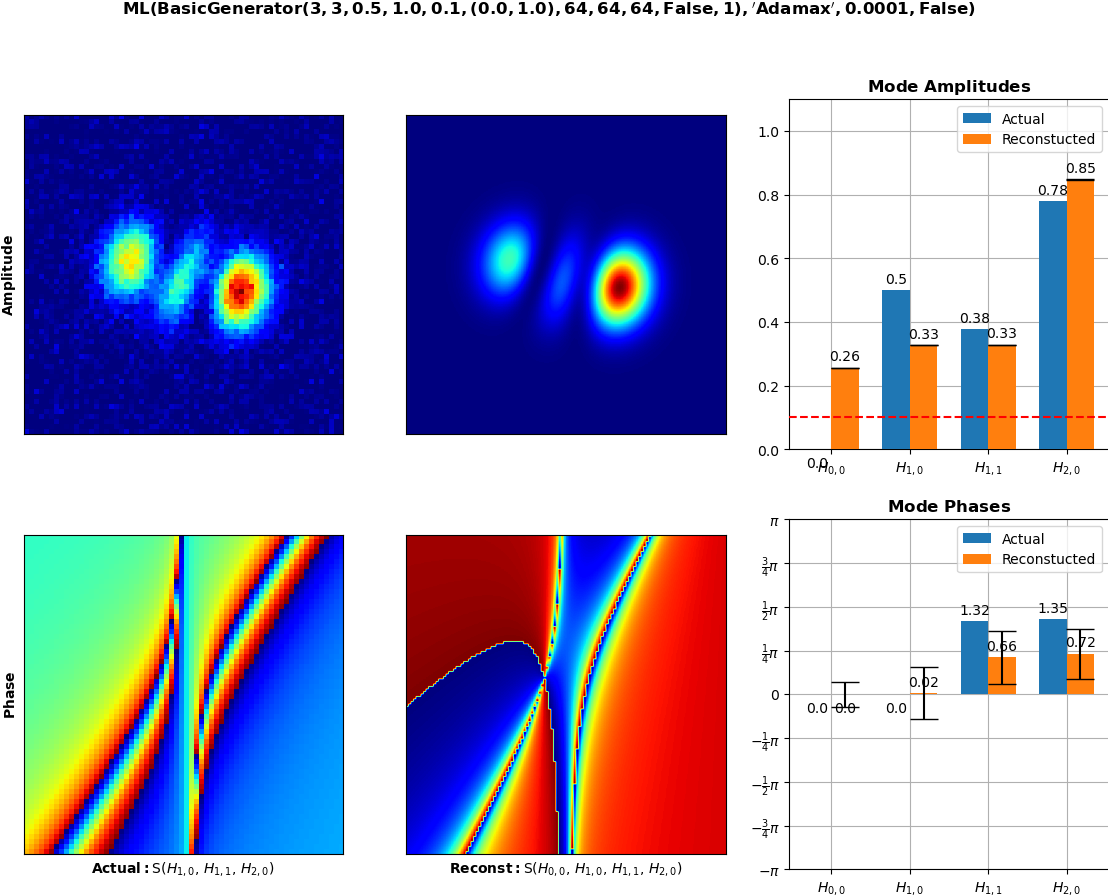 ML(BasicGenerator(3, 3, 0.5, 1.0, 0.1, (0.0, 1.0), 64, 64, 64, False, 1), ′Adamax′, 0.0001, False)
Mode Amplitudes
Actual
Reconstucted
1.0
0.8
0.6
0.4
0.2
0.0
0.0
0.26
0.5
0.33
0.38
0.33
0.78
0.85
H0, 0
H1, 0
H1, 1
H2, 0
Amplitude
Mode Phases
Actual
Reconstucted
π
3/4π
1/2π
1/4π
0
−1/4π
−1/2π
−3/4π
−π
0.0
0.0
0.0
0.02
1.32
0.66
1.35
0.72
H0, 0
H1, 0
H1, 1
H2, 0
Phase
Actual: S(H1, 0, H1, 1, H2, 0)
Reconst: S(H0, 0, H1, 0, H1, 1, H2, 0)